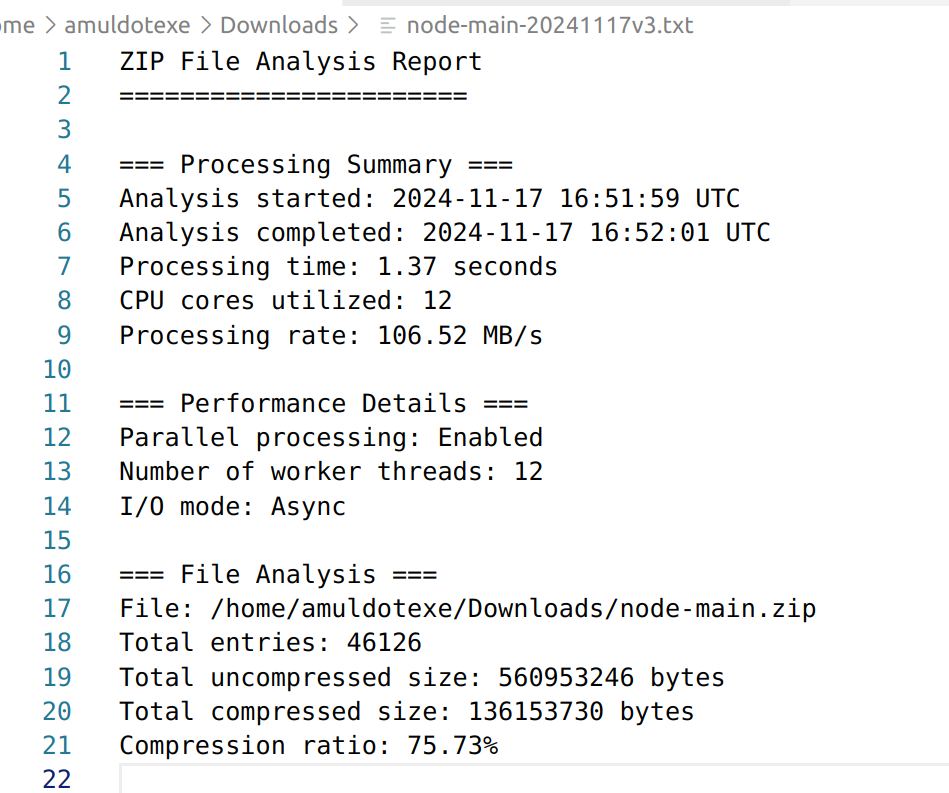 ome > amuldotexe > Downloads > node-main-20241117v3.txt
1 ZIP File Analysis Report
2 =======================
3
4 === Processing Summary ===
5 Analysis started: 2024-11-17 16:51:59 UTC
6 Analysis completed: 2024-11-17 16:52:01 UTC
7 Processing time: 1.37 seconds
8 CPU cores utilized: 12
9 Processing rate: 106.52 MB/s
10
11 === Performance Details ===
12 Parallel processing: Enabled
13 Number of worker threads: 12
14 I/O mode: Async
15
16 === File Analysis ===
17 File: /home/amuldotexe/Downloads/node-main.zip
18 Total entries: 46126
19 Total uncompressed size: 560953246 bytes
20 Total compressed size: 136153730 bytes
21 Compression ratio: 75.73%
22